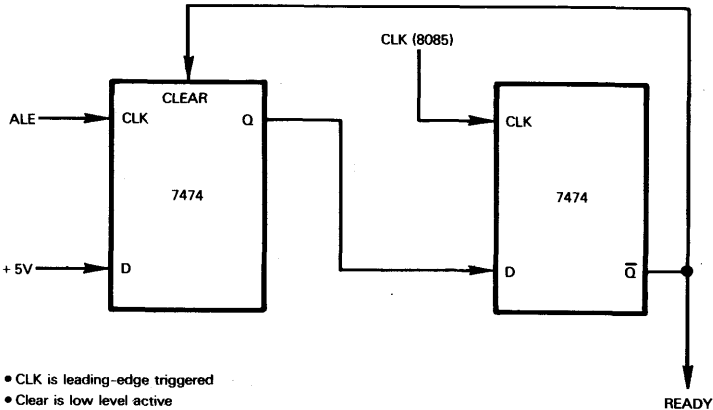 CLK (8085)
CLEAR
ALE
CLK
Q
CLK
7474
7474
+ 5V
D
D
Q̅
• CLK is leading-edge triggered
• Clear is low level active
READY